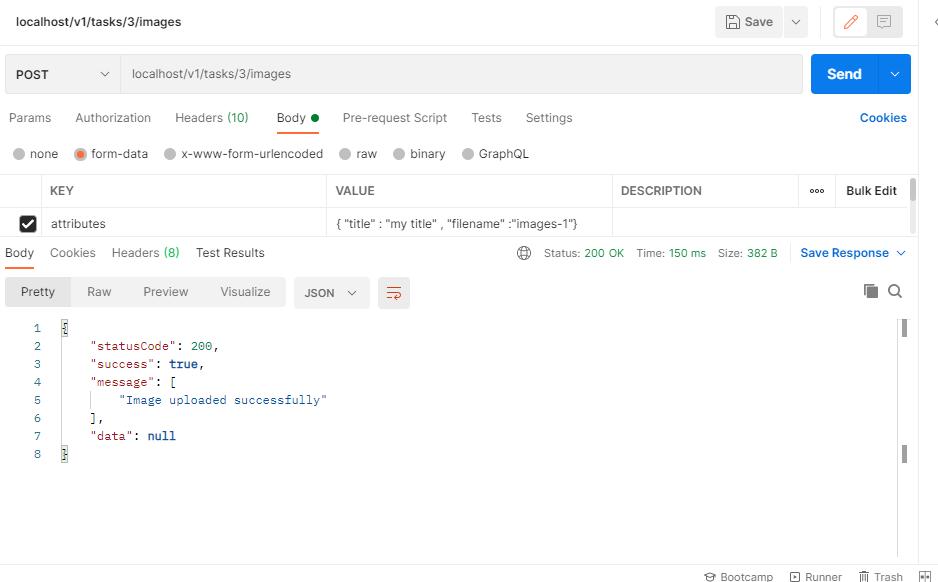 localhost/v1/tasks/3/images Save
POST localhost/v1/tasks/3/images Send
Params Authorization Headers (10) Body Pre-request Script Tests Settings Cookies
none form-data x-www-form-urlencoded raw binary GraphQL
KEY VALUE DESCRIPTION ooo Bulk Edit
attributes { "title" : "my title" , "filename" :"images-1"}
Body Cookies Headers (8) Test Results Status: 200 OK Time: 150 ms Size: 382 B Save Response
Pretty Raw Preview Visualize JSON
1 {
2 "statusCode": 200,
3 "success": true,
4 "message": [
5 "Image uploaded successfully"
6 ],
7 "data": null
8 }
Bootcamp Runner Trash